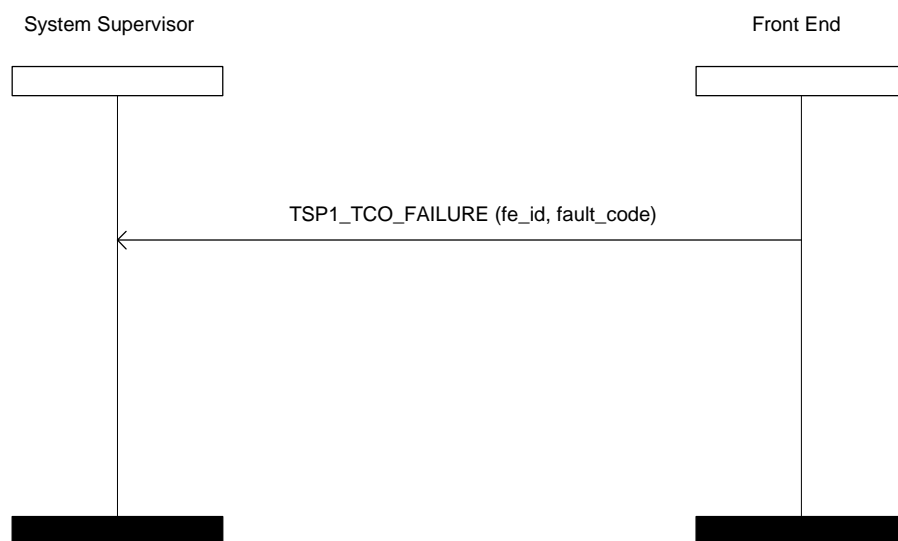 System Supervisor
Front End
TSP1_TCO_FAILURE (fe_id, fault_code)